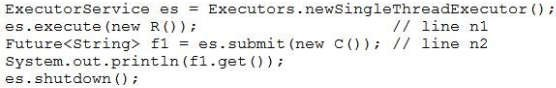 ExecutorService es = Executors.newSingleThreadExecutor();
es.execute(new R()); // line n1
Future<String> f1 = es.submit(new C()); // line n2
System.out.println(f1.get());
es.shutdown();